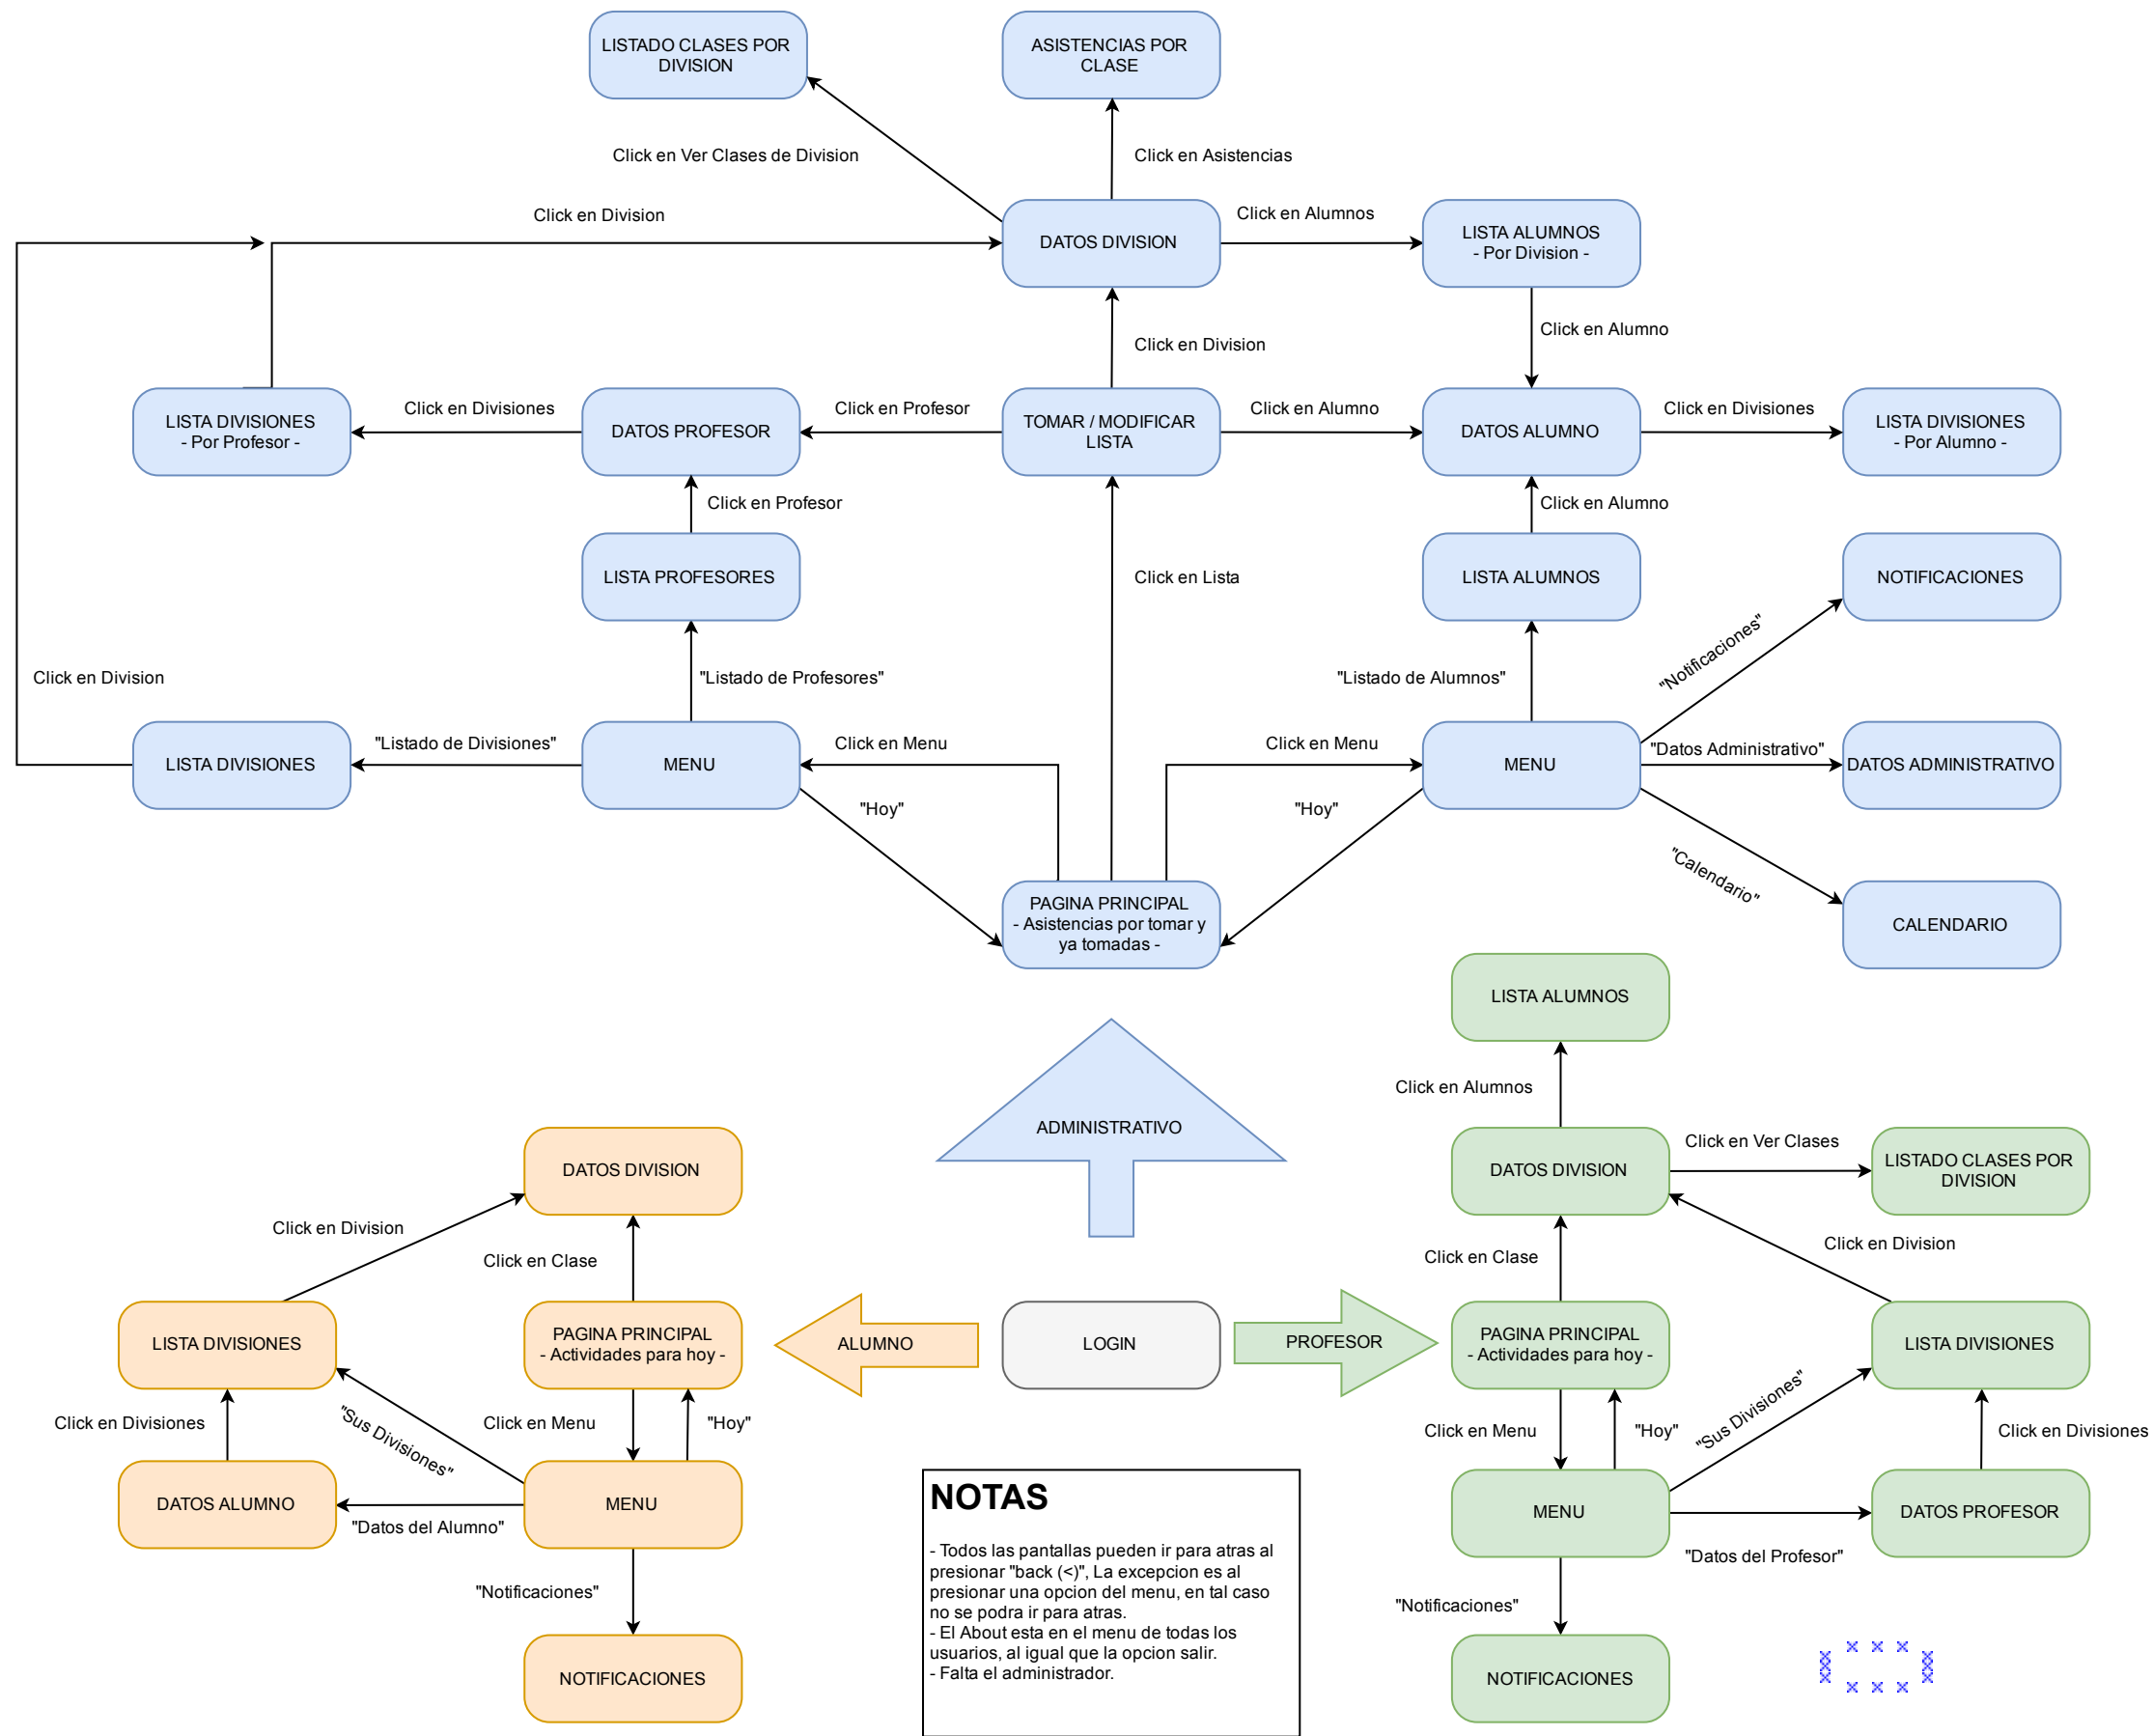 LISTADO CLASES POR
DIVISION
ASISTENCIAS POR
CLASE
Click en Ver Clases de Division
Click en Asistencias
Click en Division
Click en Alumnos
DATOS DIVISION
LISTA ALUMNOS
- Por Division -
Click en Division
Click en Alumno
LISTA DIVISIONES
- Por Profesor -
Click en Divisiones
DATOS PROFESOR
Click en Profesor
TOMAR / MODIFICAR
LISTA
Click en Alumno
DATOS ALUMNO
Click en Divisiones
LISTA DIVISIONES
- Por Alumno -
Click en Profesor
Click en Alumno
LISTA PROFESORES
Click en Lista
LISTA ALUMNOS
NOTIFICACIONES
Click en Division
"Listado de Profesores"
"Listado de Alumnos"
"Notificaciones"
LISTA DIVISIONES
"Listado de Divisiones"
MENU
Click en Menu
Click en Menu
MENU
"Datos Administrativo"
DATOS ADMINISTRATIVO
"Hoy"
"Hoy"
"Calendario"
PAGINA PRINCIPAL
- Asistencias por tomar y
ya tomadas -
CALENDARIO
LISTA ALUMNOS
Click en Alumnos
ADMINISTRATIVO
DATOS DIVISION
DATOS DIVISION
Click en Ver Clases
LISTADO CLASES POR
DIVISION
Click en Division
Click en Clase
Click en Clase
Click en Division
LISTA DIVISIONES
PAGINA PRINCIPAL
- Actividades para hoy -
ALUMNO
LOGIN
PROFESOR
PAGINA PRINCIPAL
- Actividades para hoy -
LISTA DIVISIONES
Click en Divisiones
"Sus Divisiones"
Click en Menu
"Hoy"
Click en Menu
"Hoy"
"Sus Divisiones"
Click en Divisiones
DATOS ALUMNO
"Datos del Alumno"
MENU
MENU
"Datos del Profesor"
DATOS PROFESOR
NOTAS
- Todos las pantallas pueden ir para atras al
presionar "back (<)", La excepcion es al
presionar una opcion del menu, en tal caso
no se podra ir para atras.
- El About esta en el menu de todas los
usuarios, al igual que la opcion salir.
- Falta el administrador.
"Notificaciones"
"Notificaciones"
NOTIFICACIONES
NOTIFICACIONES